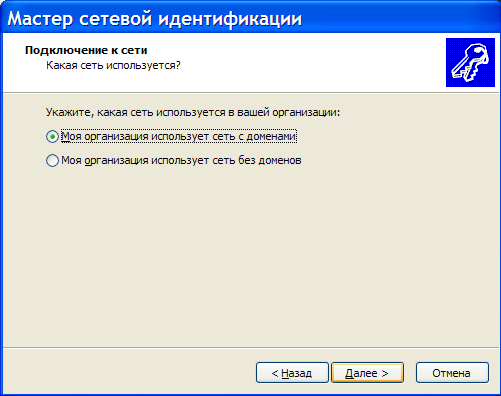 Мастер сетевой идентификации
Подключение к сети
Какая сеть используется?
Укажите, какая сеть используется в вашей организации:
Моя организация использует сеть с доменами
Моя организация использует сеть без доменов
< Назад
Далее >
Отмена